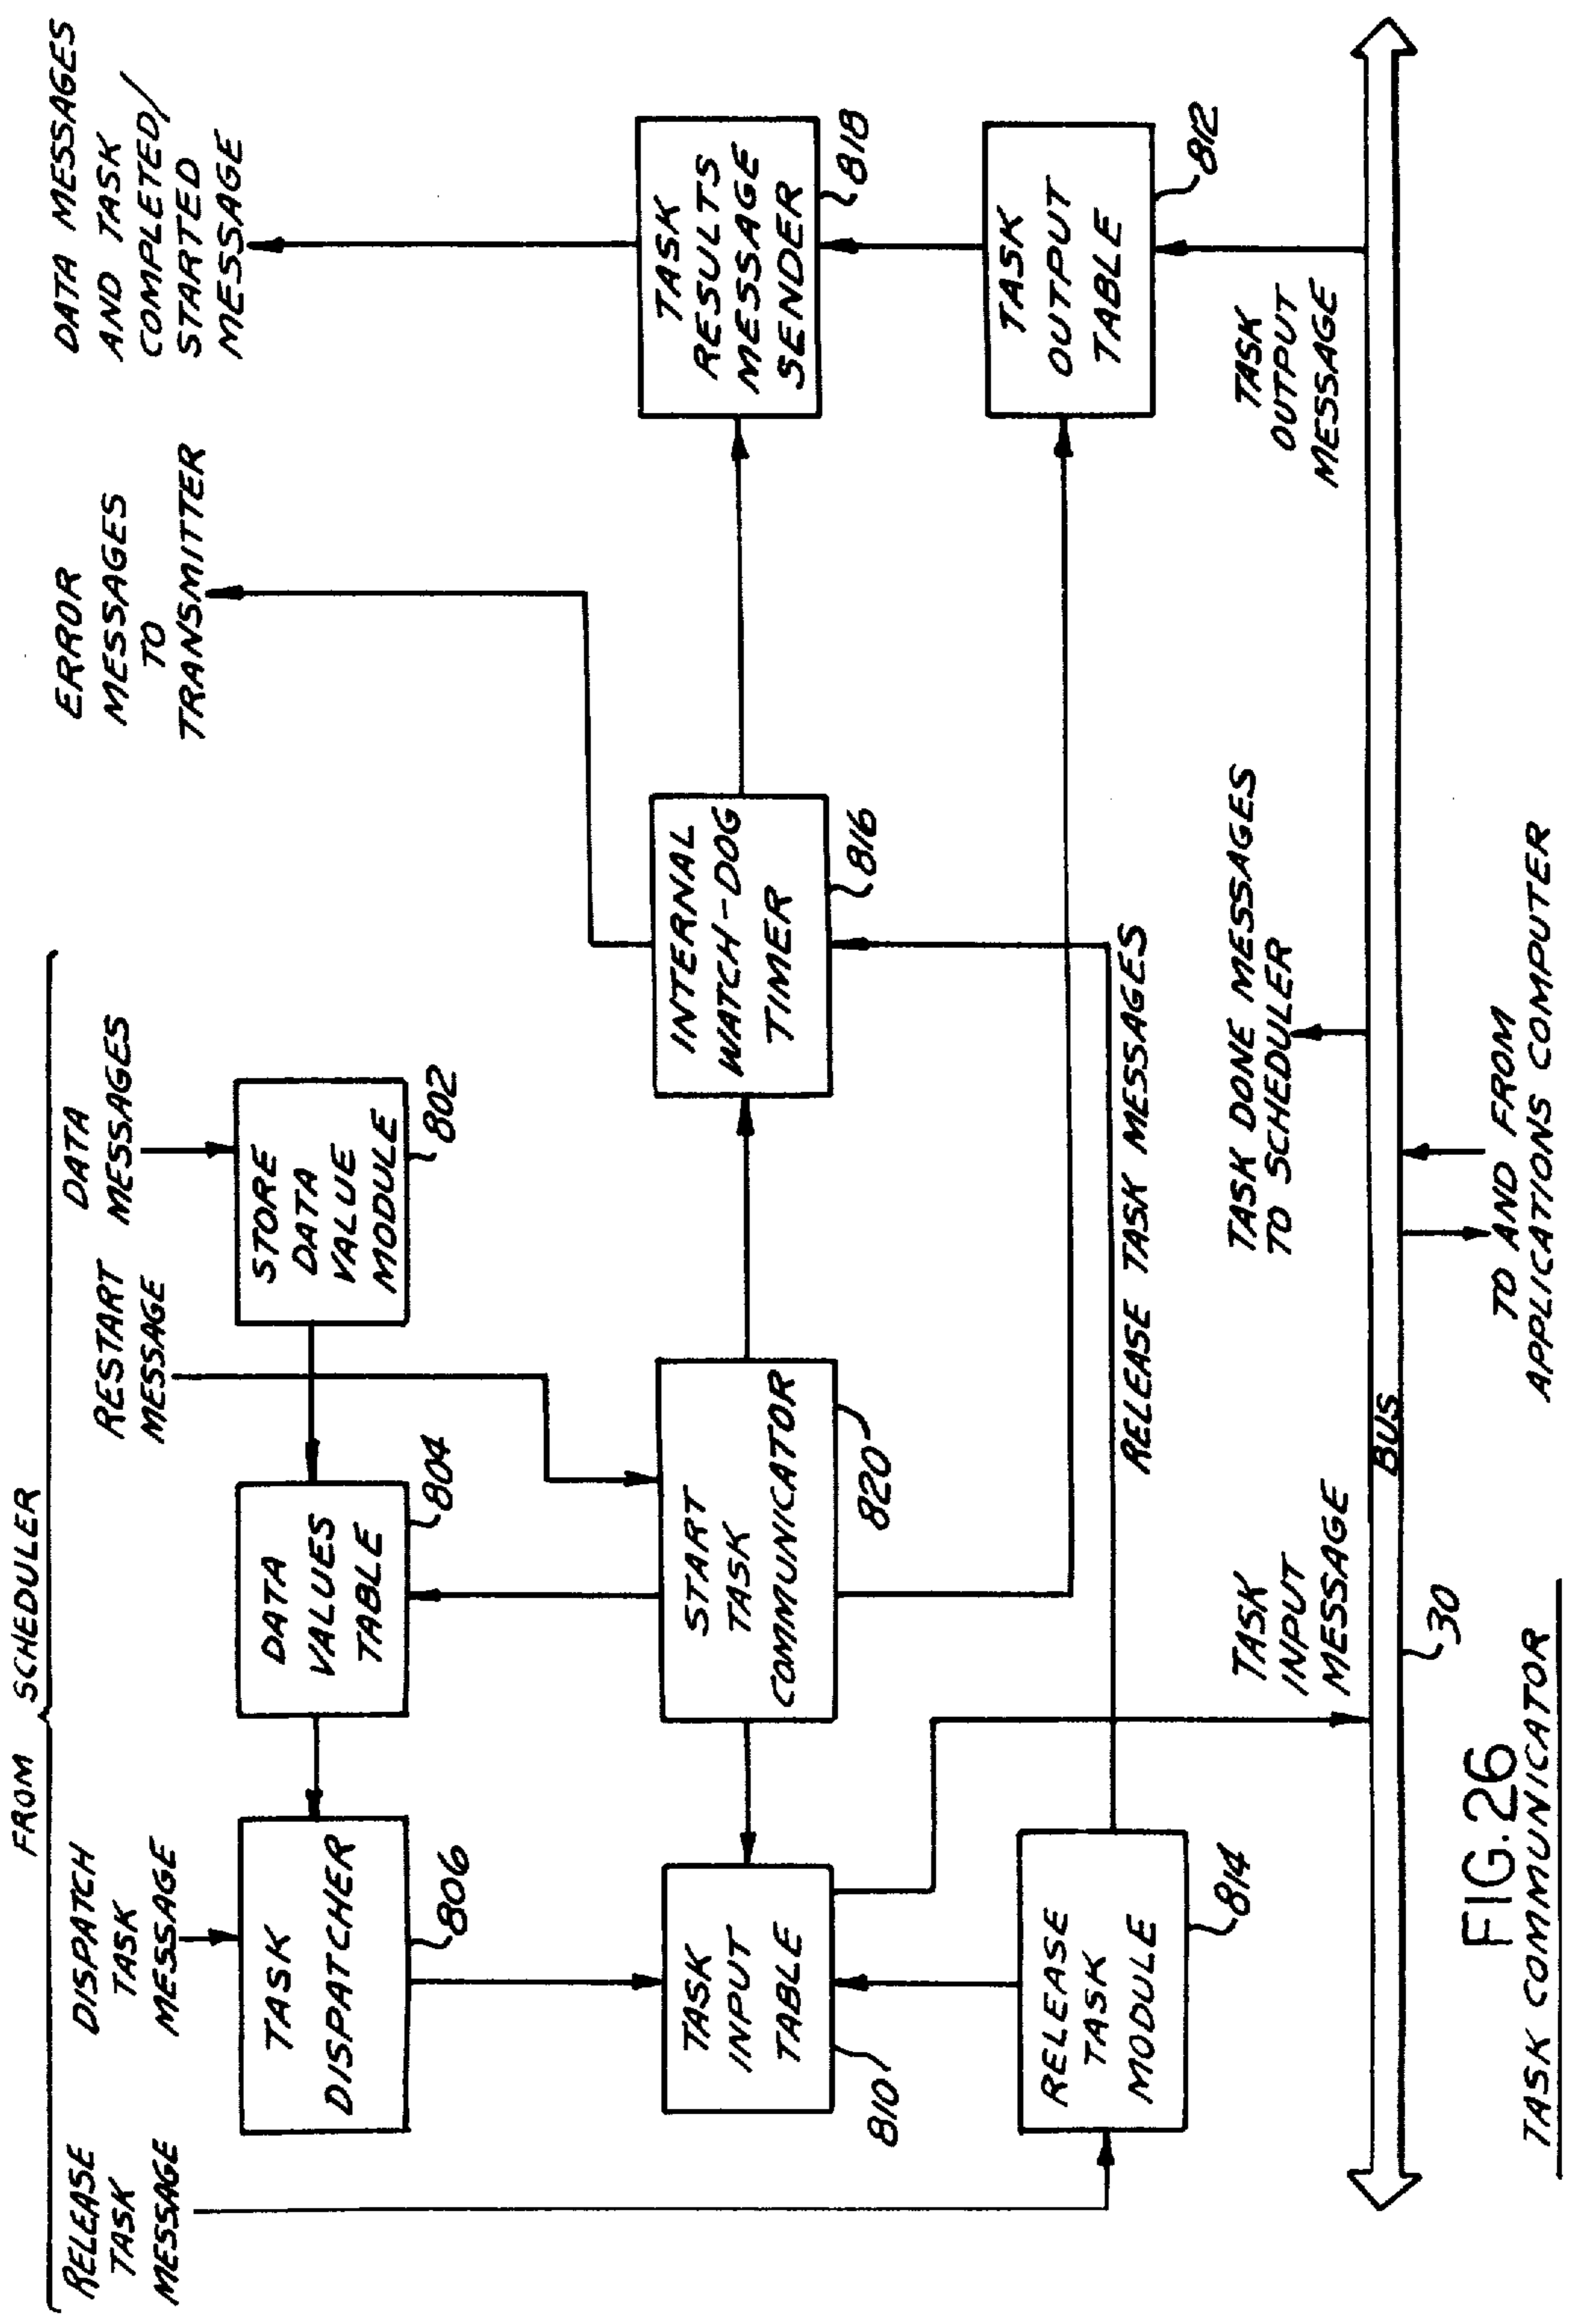 FROM SCHEDULER
RELEASE
TASK
MESSAGE
DISPATCH
TASK
MESSAGE
RESTART
MESSAGE
DATA
MESSAGES
ERROR
MESSAGES
TO
TRANSMITTER
DATA MESSAGES
AND TASK
COMPLETED/
STARTED
MESSAGE
TASK
DISPATCHER
806
DATA
VALUES
TABLE
804
STORE
DATA
VALUE
MODULE
802
TASK
INPUT
TABLE
810
START
TASK
COMMUNICATOR
820
INTERNAL
WATCH-DOG
TIMER
816
TASK
RESULTS
MESSAGE
SENDER
818
RELEASE
TASK
MODULE
814
RELEASE TASK MESSAGES
TASK
OUTPUT
TABLE
812
TASK
INPUT
MESSAGE
TASK DONE MESSAGES
TO SCHEDULER
TASK
OUTPUT
MESSAGE
BUS
30
TO AND FROM
APPLICATIONS COMPUTER
FIG. 26
TASK COMMUNICATOR